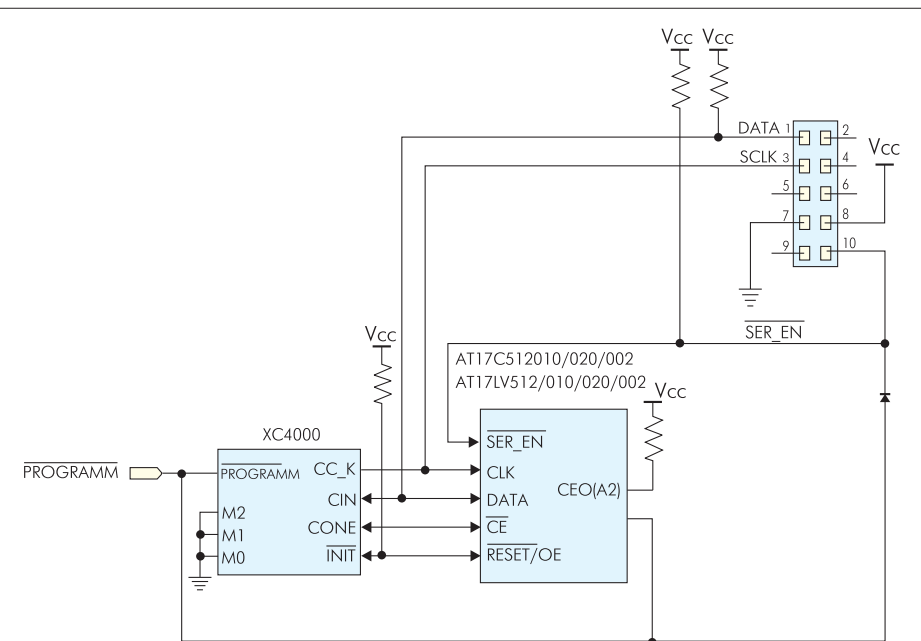 Vcc Vcc
DATA 1 2
Vcc
SCLK 3 4
5 6
7 8
9 10
SER_EN
Vcc
AT17C512010/020/002
AT17LV512/010/020/002
Vcc
XC4000
PROGRAMM
PROGRAMM
CC_K
CIN
CONE
INIT
M2
M1
M0
SER_EN
CLK
DATA
CE
RESET/OE
CEO(A2)